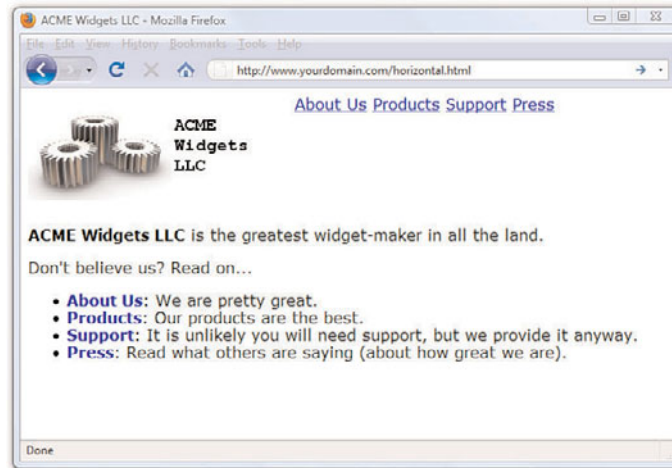 ACME Widgets LLC - Mozilla Firefox
File Edit View History Bookmarks Tools Help
http://www.yourdomain.com/horizontal.html
About Us Products Support Press
ACME
Widgets
LLC
ACME Widgets LLC is the greatest widget-maker in all the land.
Don't believe us? Read on...
• About Us: We are pretty great.
• Products: Our products are the best.
• Support: It is unlikely you will need support, but we provide it anyway.
• Press: Read what others are saying (about how great we are).
Done